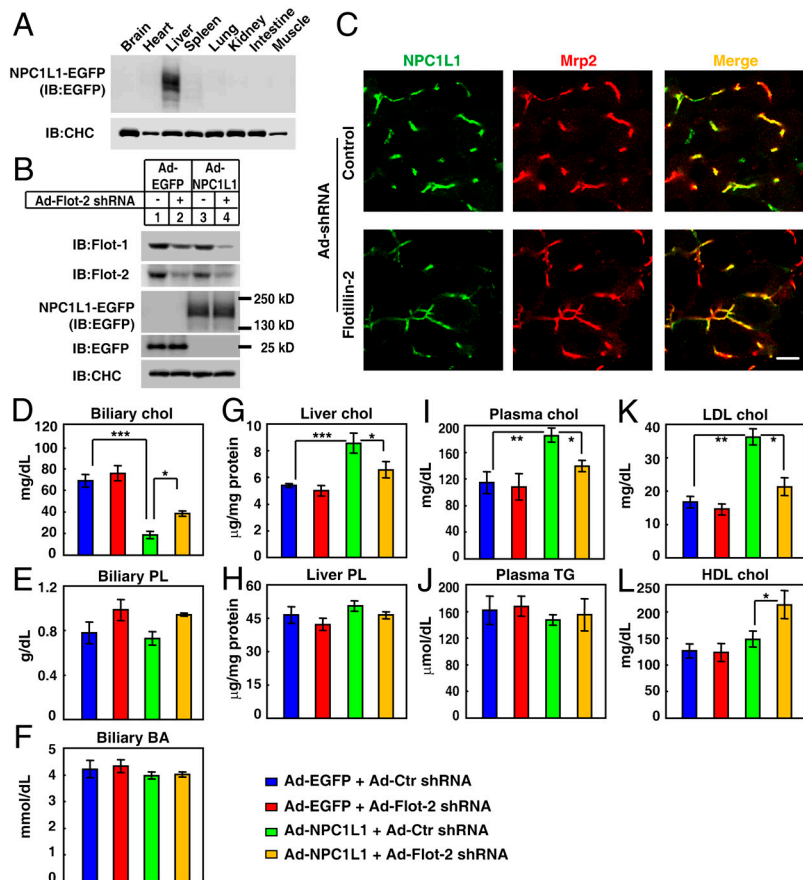 A
Brain Heart Liver Spleen Lung Kidney Intestine Muscle
NPC1L1-EGFP
(IB:EGFP)
IB:CHC
B
Ad-EGFP Ad-NPC1L1
Ad-Flot-2 shRNA - + - +
1 2 3 4
IB:Flot-1
IB:Flot-2
NPC1L1-EGFP
(IB:EGFP)
250 kD
130 kD
IB:EGFP
25 kD
IB:CHC
C
NPC1L1 Mrp2 Merge
Ad-shRNA
Control
Flotillin-2
D
Biliary chol
mg/dL
120
100
80
60
40
20
0
***
*
G
Liver chol
µg/mg protein
10
8
6
4
2
0
***
*
I
Plasma chol
mg/dL
200
160
120
80
40
0
**
*
K
LDL chol
mg/dL
40
30
20
10
0
**
*
E
Biliary PL
g/dL
1.2
0.8
0.4
0
H
Liver PL
µg/mg protein
60
45
30
15
0
J
Plasma TG
µmol/dL
200
160
120
80
40
0
L
HDL chol
mg/dL
250
200
150
100
50
0
*
F
Biliary BA
mmol/dL
5
4
3
2
1
0
Ad-EGFP + Ad-Ctr shRNA
Ad-EGFP + Ad-Flot-2 shRNA
Ad-NPC1L1 + Ad-Ctr shRNA
Ad-NPC1L1 + Ad-Flot-2 shRNA